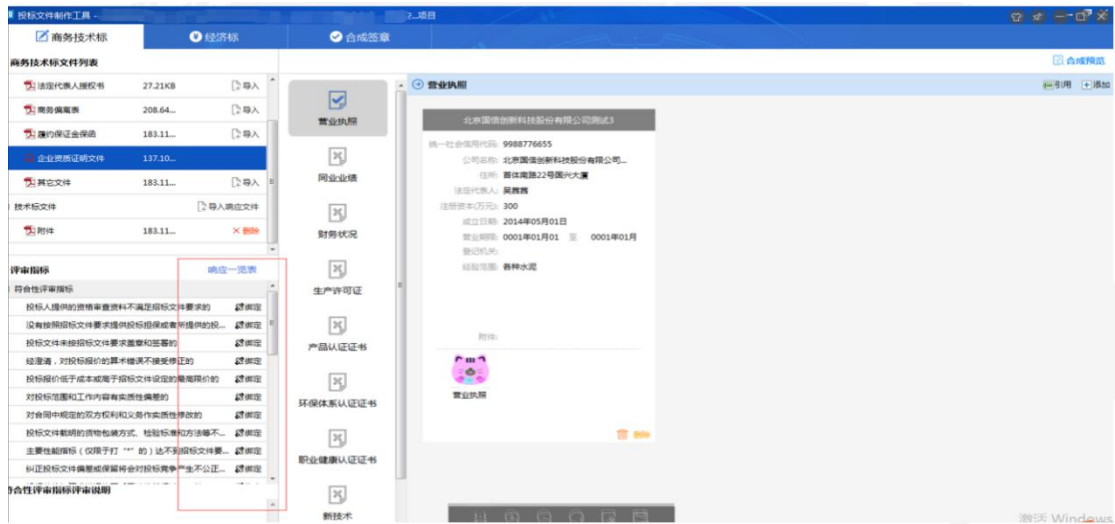 投标文件制作工具 -
?...项目
商务技术标
经济标
合成签章
商务技术标文件列表
合成预览
法定代表人授权书 27.21KB 导入
商务偏离表 208.64... 导入
履约保证金保函 183.11... 导入
企业资质证明文件 137.10...
其它文件 183.11... 导入
技术标文件 导入响应文件
附件 183.11... 删除
评审指标 响应一览表
符合性评审指标
投标人提供的资格审查资料不满足招标文件要求的 绑定
没有按照招标文件要求提供投标担保或者所提供的投... 绑定
投标文件未按招标文件要求盖章和签署的 绑定
经澄清，对投标报价的算术错误不接受修正的 绑定
投标报价低于成本或高于招标文件设定的最高限价的 绑定
对投标范围和工作内容有实质性偏差的 绑定
对合同中规定的双方权利和义务作实质性修改的 绑定
投标文件载明的货物包装方式、检验标准和方法等不... 绑定
主要性能指标（仅限于打 "*" 的）达不到招标文件要... 绑定
纠正投标文件偏差或保留将会对投标竞争产生不公正... 绑定
符合性评审指标评审说明
营业执照
同业业绩
财务状况
生产许可证
产品认证证书
环保体系认证证书
职业健康认证证书
新技术
营业执照
引用 添加
北京国信创新科技股份有限公司测试3
统一社会信用代码: 9988776655
公司名称: 北京国信创新科技股份有限公司...
住所: 首体南路22号国兴大厦
法定代表人: 吴茜茜
注册资本(万元): 300
成立日期: 2014年05月01日
营业期限: 0001年01月01 至 0001年01月
登记机关:
经验范围: 各种水泥
附件:
营业执照
删除
1:1
激活 Windows